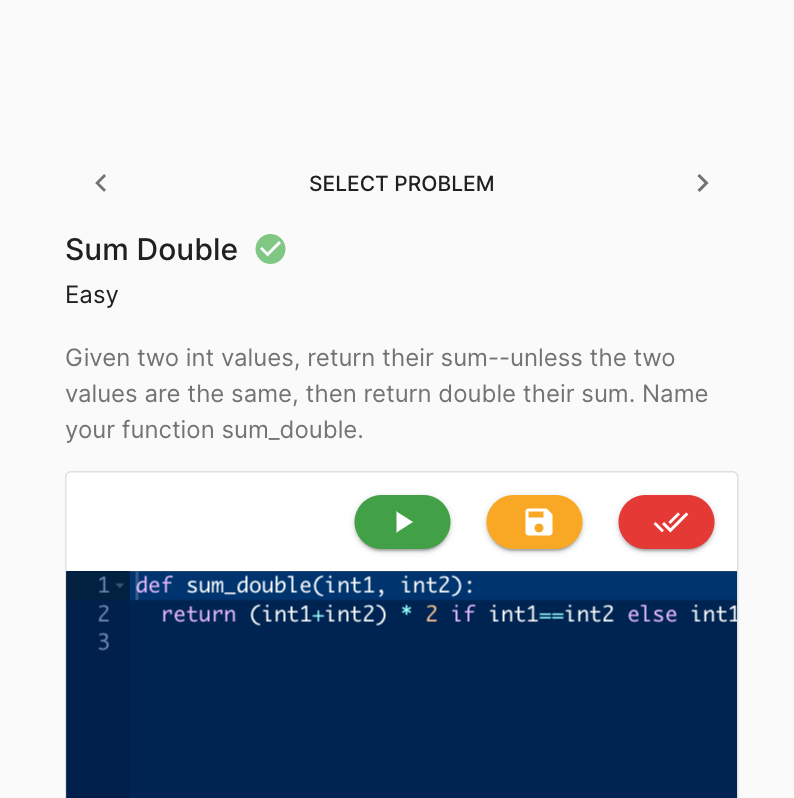 SELECT PROBLEM
Sum Double
Easy
Given two int values, return their sum--unless the two
values are the same, then return double their sum. Name
your function sum_double.
1 def sum_double(int1, int2):
2 return (int1+int2) * 2 if int1==int2 else int1
3